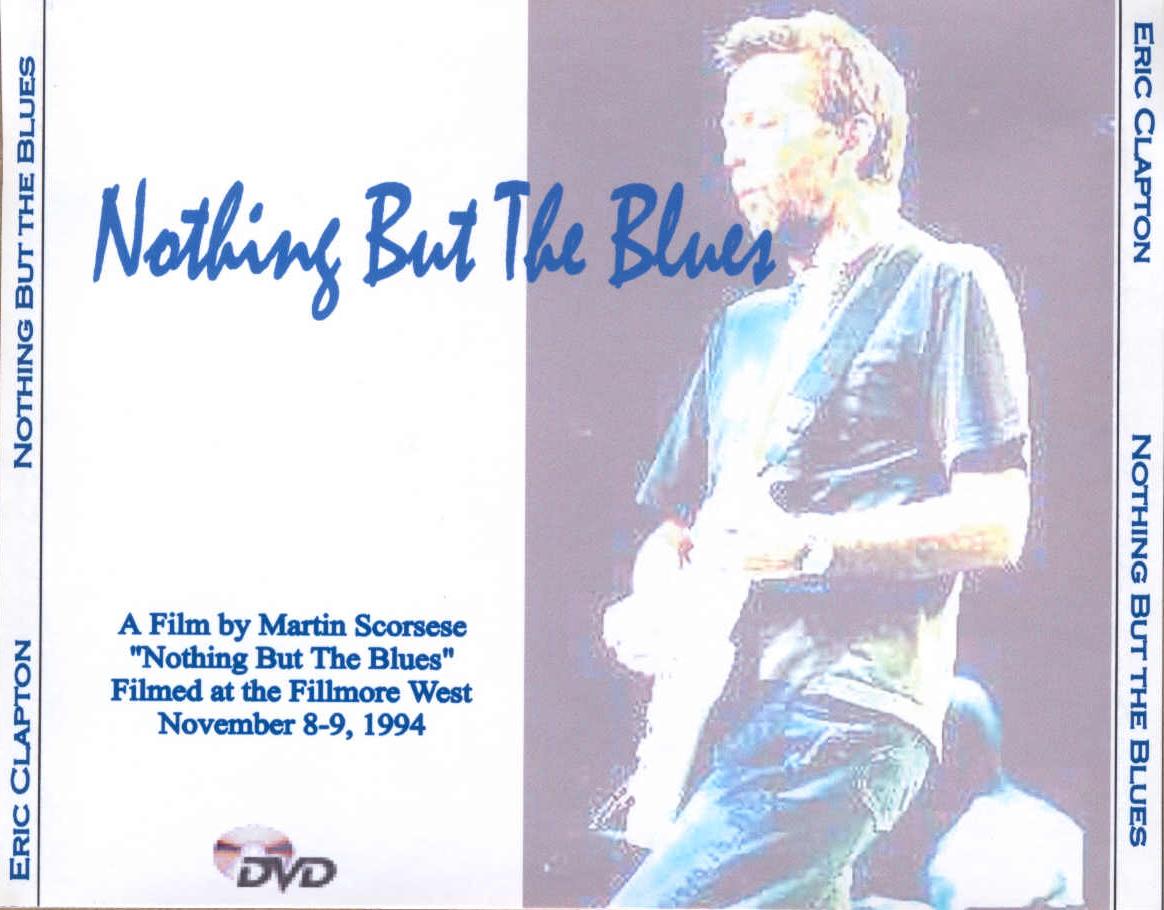 Nothing But The Blues
A Film by Martin Scorsese
"Nothing But The Blues"
Filmed at the Fillmore West
November 8-9, 1994
DVD
ERIC CLAPTON
NOTHING BUT THE BLUES
ERIC CLAPTON
NOTHING BUT THE BLUES